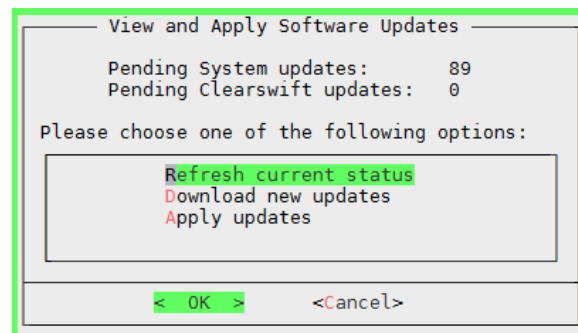 View and Apply Software Updates
Pending System updates: 89
Pending Clearswift updates: 0
Please choose one of the following options:
Refresh current status
Download new updates
Apply updates
< OK > <Cancel>